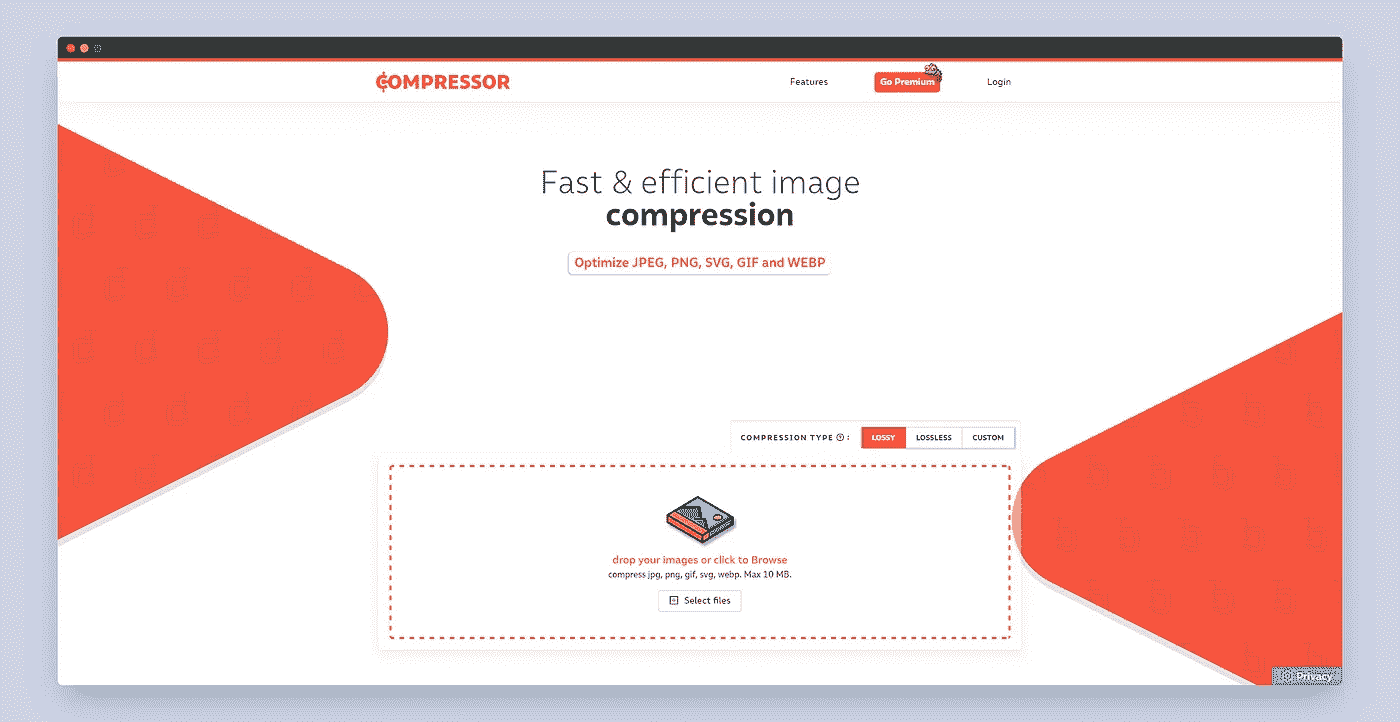 COMPRESSOR
Features
Go Premium
Login
Fast & efficient image
compression
Optimize JPEG, PNG, SVG, GIF and WEBP
COMPRESSION TYPE ? :
LOSSY
LOSSLESS
CUSTOM
drop your images or click to Browse
compress jpg, png, gif, svg, webp. Max 10 MB.
Select files
Privacy